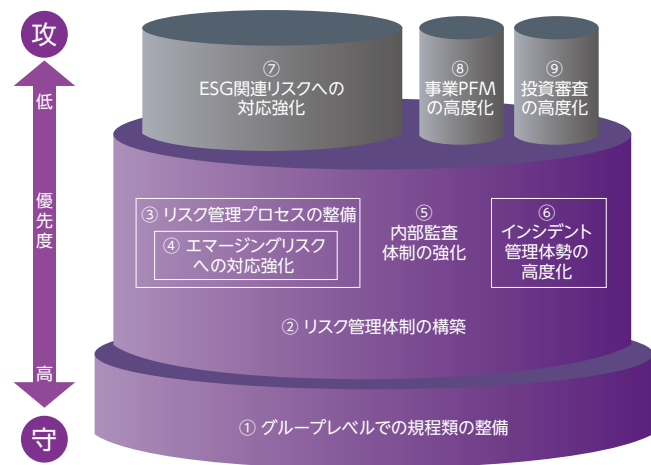 攻
低
優先度
高
守
⑦
ESG関連リスクへの
対応強化
⑧
事業PFM
の高度化
⑨
投資審査
の高度化
③ リスク管理プロセスの整備
④ エマージングリスク
への対応強化
⑤
内部監査
体制の強化
⑥
インシデント
管理体勢の
高度化
② リスク管理体制の構築
① グループレベルでの規程類の整備